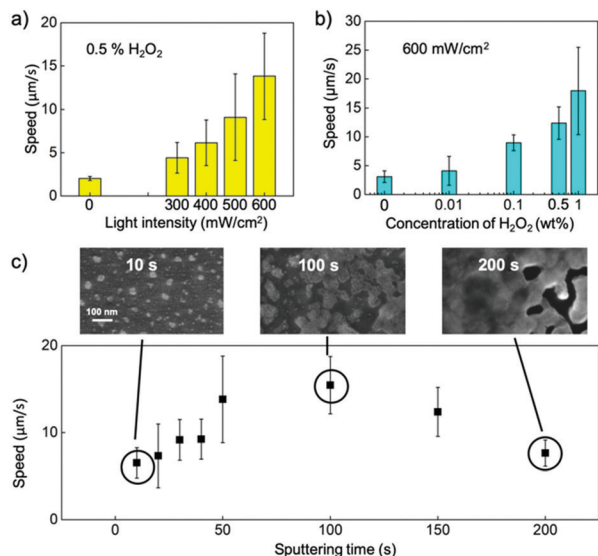 a)
0.5 % H₂O₂
Speed (μm/s)
20
15
10
5
0
0
300 400 500 600
Light intensity (mW/cm²)
b)
600 mW/cm²
Speed (μm/s)
30
25
20
15
10
5
0
0
0.01
0.1
0.5 1
Concentration of H₂O₂ (wt%)
c)
10 s
100 nm
100 s
200 s
Speed (μm/s)
20
10
0
0
50
100
150
200
Sputtering time (s)